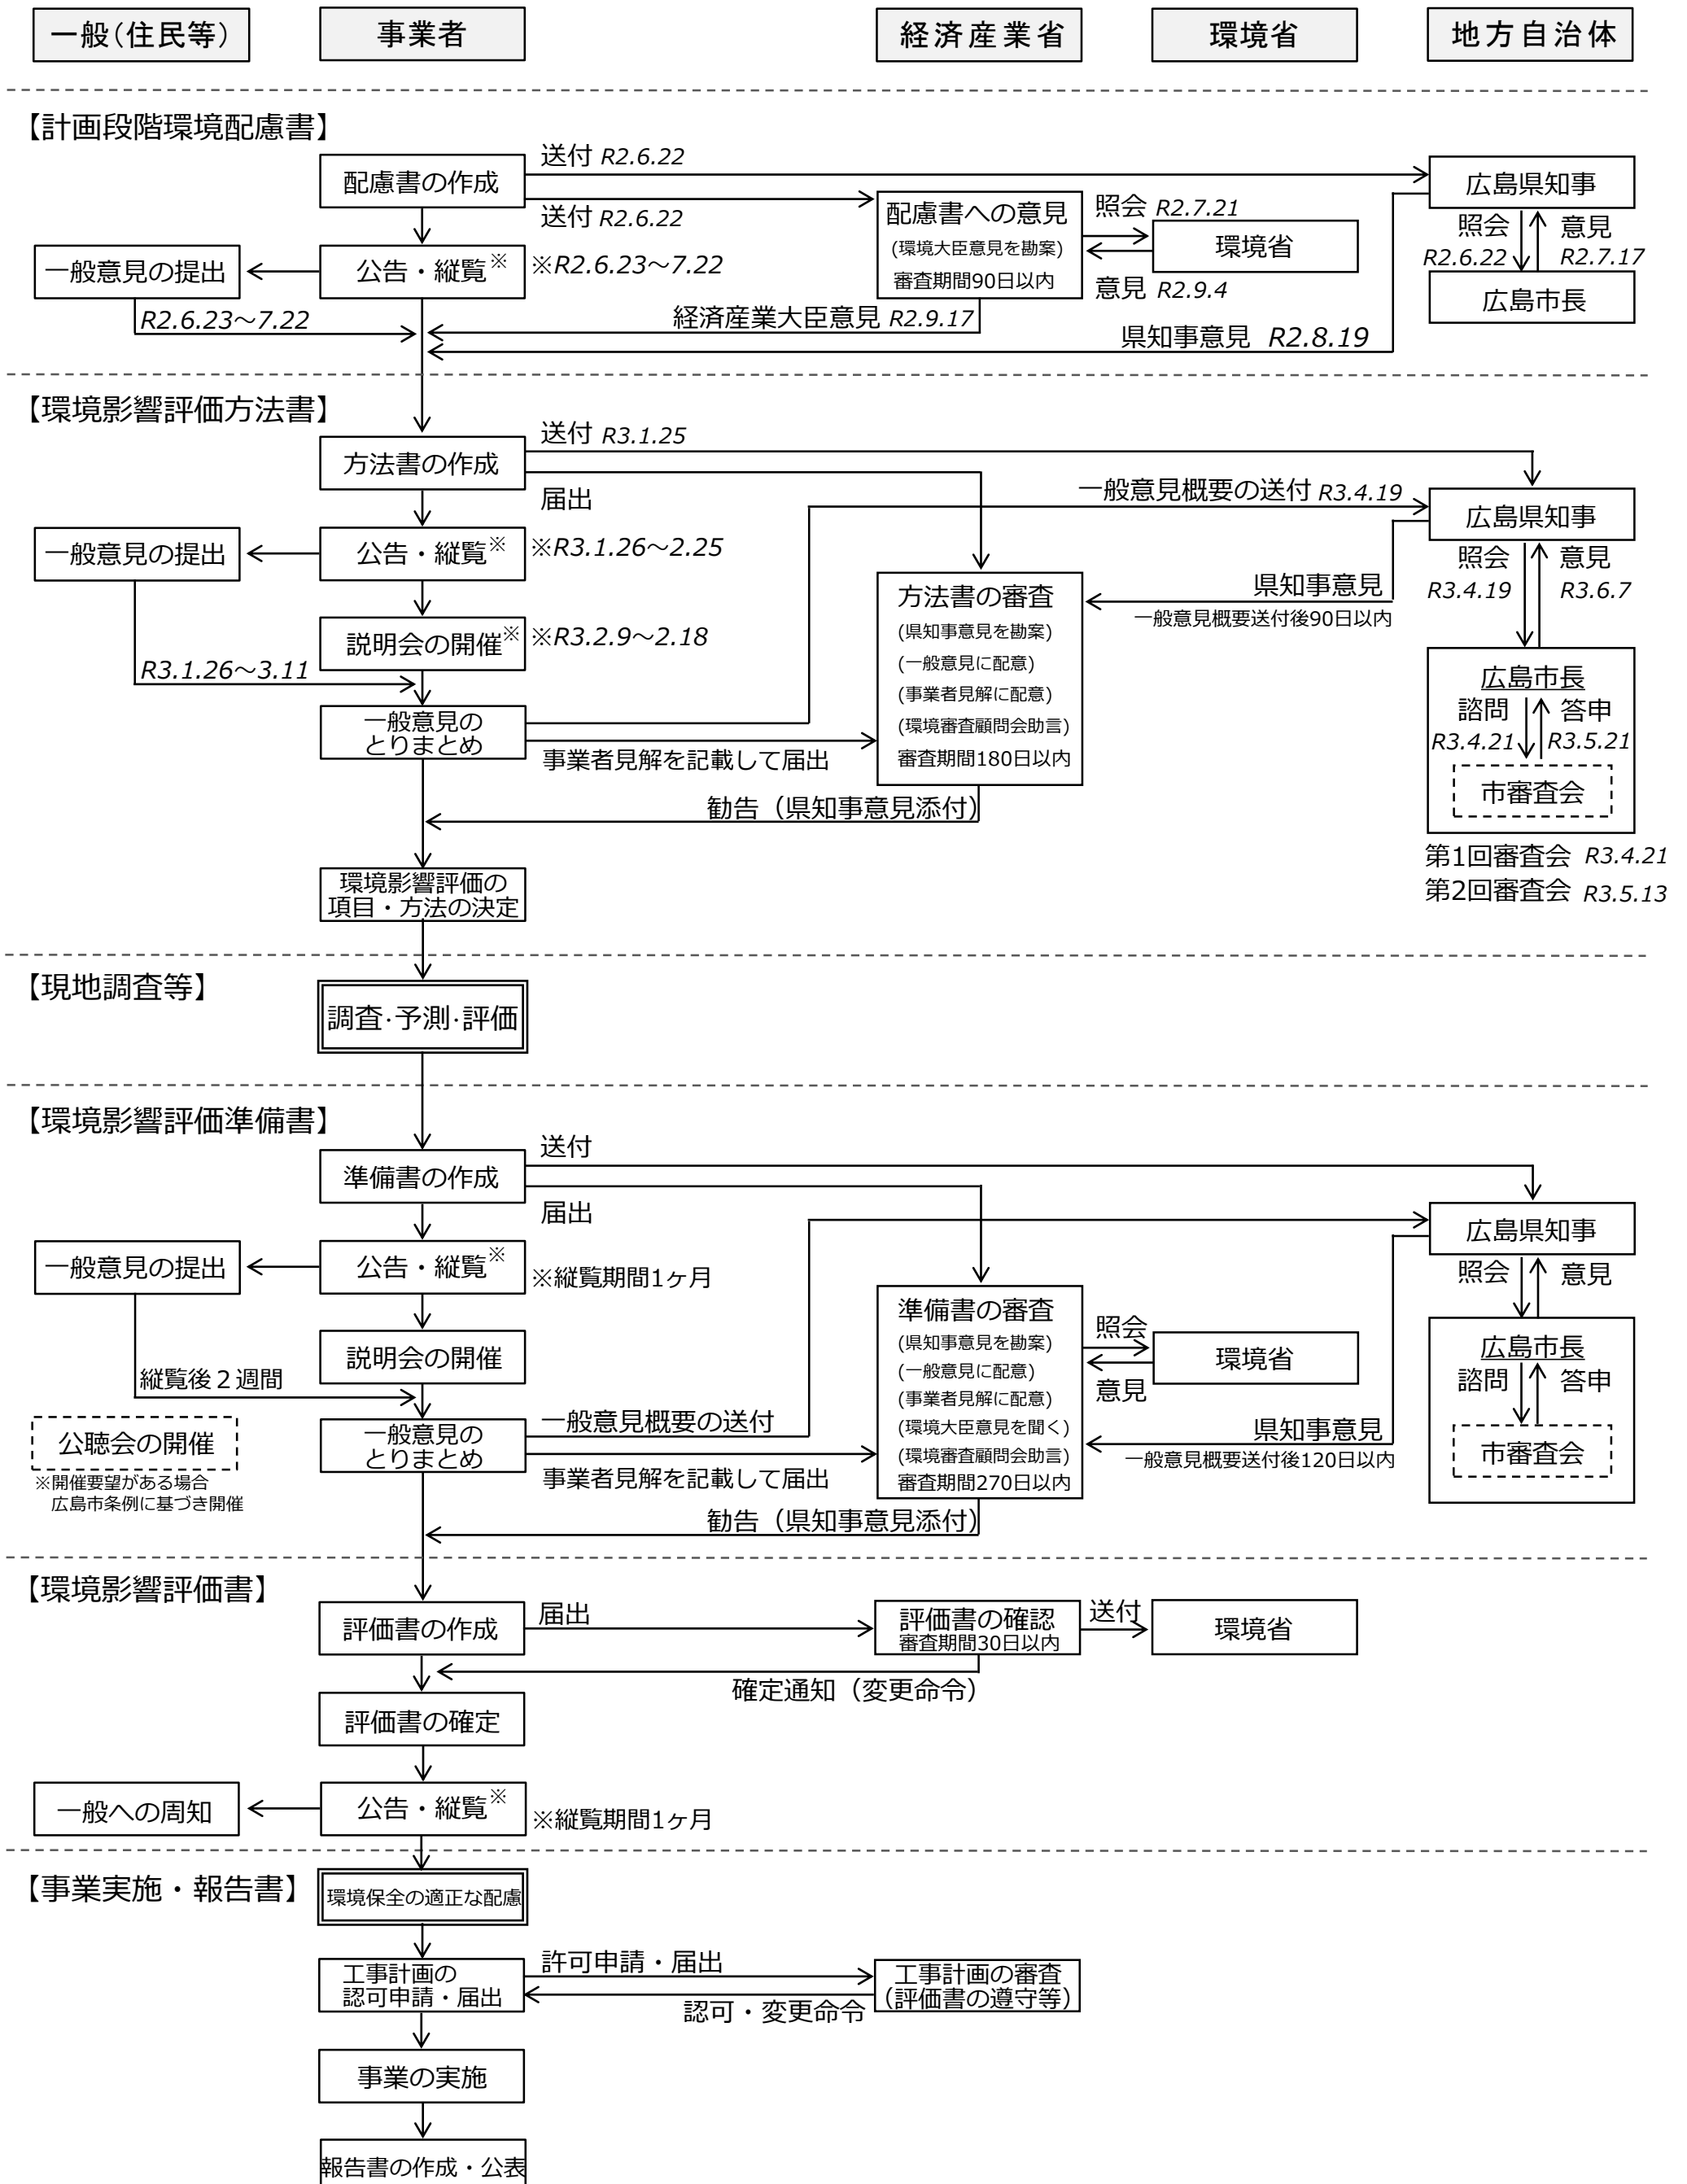 一般（住民等）
事業者
経済産業省
環境省
地方自治体
【計画段階環境配慮書】
配慮書の作成
送付 R2.6.22
送付 R2.6.22
広島県知事
配慮書への意見
(環境大臣意見を勘案)
審査期間90日以内
照会 R2.7.21
環境省
意見 R2.9.4
照会
R2.6.22
意見
R2.7.17
広島市長
一般意見の提出
公告・縦覧※
※R2.6.23～7.22
R2.6.23～7.22
経済産業大臣意見 R2.9.17
県知事意見 R2.8.19
【環境影響評価方法書】
方法書の作成
送付 R3.1.25
届出
一般意見概要の送付 R3.4.19
広島県知事
一般意見の提出
公告・縦覧※
※R3.1.26～2.25
照会
R3.4.19
意見
R3.6.7
県知事意見
一般意見概要送付後90日以内
方法書の審査
(県知事意見を勘案)
(一般意見に配意)
(事業者見解に配意)
(環境審査顧問会助言)
審査期間180日以内
説明会の開催※
※R3.2.9～2.18
R3.1.26～3.11
一般意見の
とりまとめ
事業者見解を記載して届出
広島市長
諮問
R3.4.21
答申
R3.5.21
市審査会
勧告（県知事意見添付）
第1回審査会 R3.4.21
第2回審査会 R3.5.13
環境影響評価の
項目・方法の決定
【現地調査等】
調査･予測･評価
【環境影響評価準備書】
準備書の作成
送付
届出
広島県知事
一般意見の提出
公告・縦覧※
※縦覧期間1ヶ月
照会
意見
準備書の審査
(県知事意見を勘案)
(一般意見に配意)
(事業者見解に配意)
(環境大臣意見を聞く)
(環境審査顧問会助言)
審査期間270日以内
照会
環境省
意見
説明会の開催
広島市長
諮問
答申
市審査会
縦覧後２週間
公聴会の開催
※開催要望がある場合
広島市条例に基づき開催
一般意見の
とりまとめ
一般意見概要の送付
事業者見解を記載して届出
県知事意見
一般意見概要送付後120日以内
勧告（県知事意見添付）
【環境影響評価書】
評価書の作成
届出
評価書の確認
審査期間30日以内
送付
環境省
確定通知（変更命令）
評価書の確定
一般への周知
公告・縦覧※
※縦覧期間1ヶ月
【事業実施・報告書】
環境保全の適正な配慮
工事計画の
認可申請・届出
許可申請・届出
工事計画の審査
（評価書の遵守等）
認可・変更命令
事業の実施
報告書の作成・公表